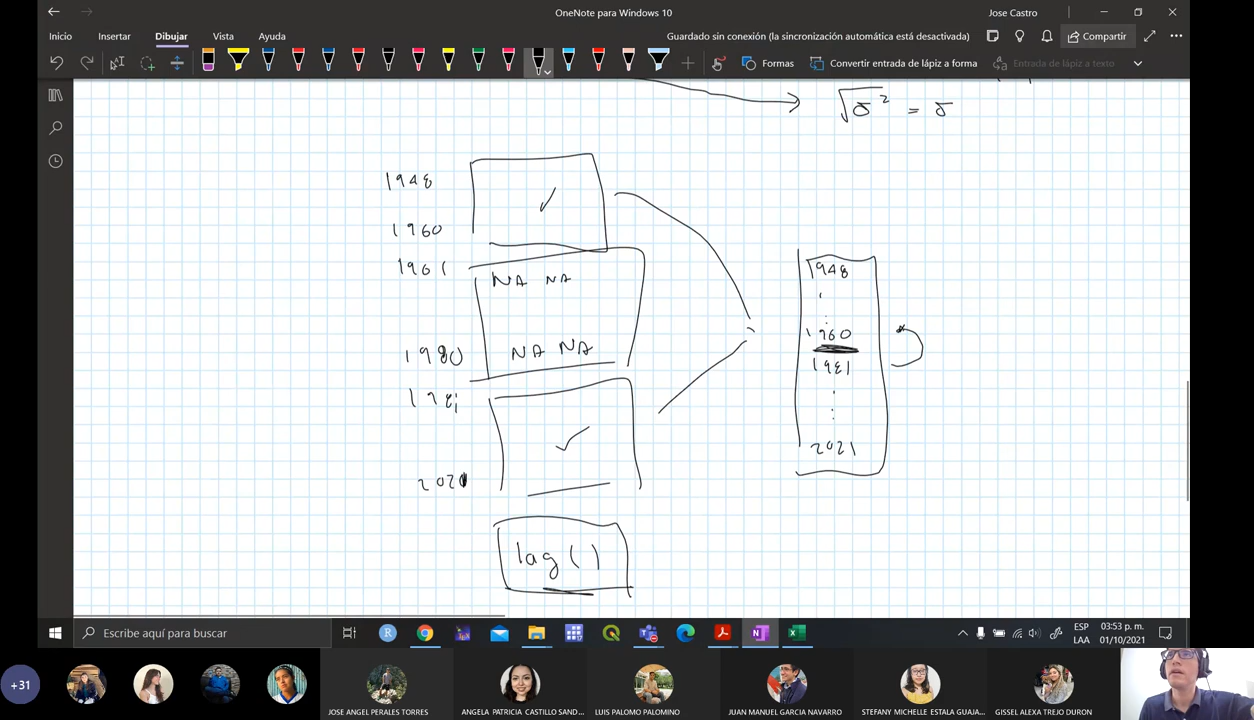 OneNote para Windows 10
Jose Castro
Inicio
Insertar
Dibujar
Vista
Ayuda
Guardado sin conexión (la sincronización automática está desactivada)
Compartir
Formas
Convertir entrada de lápiz a forma
Entrada de lápiz a texto
√σ² = σ
1948
1960
1961
NA NA
1980
NA NA
1981
2021
lag()
1948
1960
1981
2021
Escribe aquí para buscar
ESP
LAA
03:53 p. m.
01/10/2021
+31
JOSE ANGEL PERALES TORRES
ANGELA PATRICIA CASTILLO SAND...
LUIS PALOMO PALOMINO
JUAN MANUEL GARCIA NAVARRO
STEFANY MICHELLE ESTALA GUAJA...
GISSEL ALEXA TREJO DURON